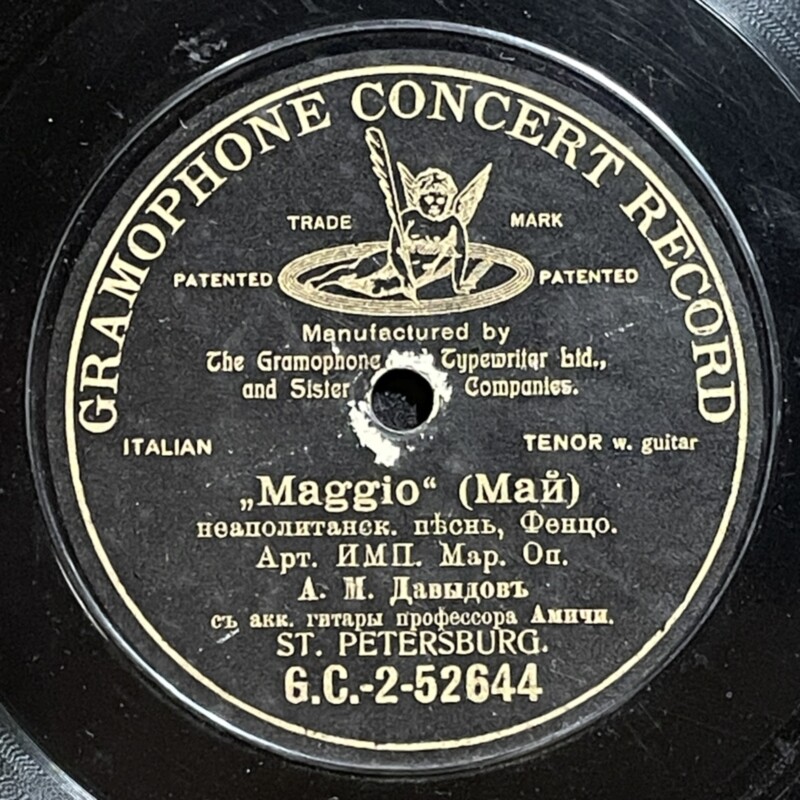 GRAMOPHONE CONCERT RECORD
TRADE MARK
PATENTED PATENTED
Manufactured by
The Gramophone Typewriter Ltd.,
and Sister Companies.
ITALIAN TENOR w. guitar
„Maggio“ (Май)
неаполитанск. пѣснь, Фенцо.
Арт. ИМП. Мар. Оп.
А. М. Давыдовъ
съ акк. гитары профессора Амичи.
ST. PETERSBURG.
G.C.-2-52644